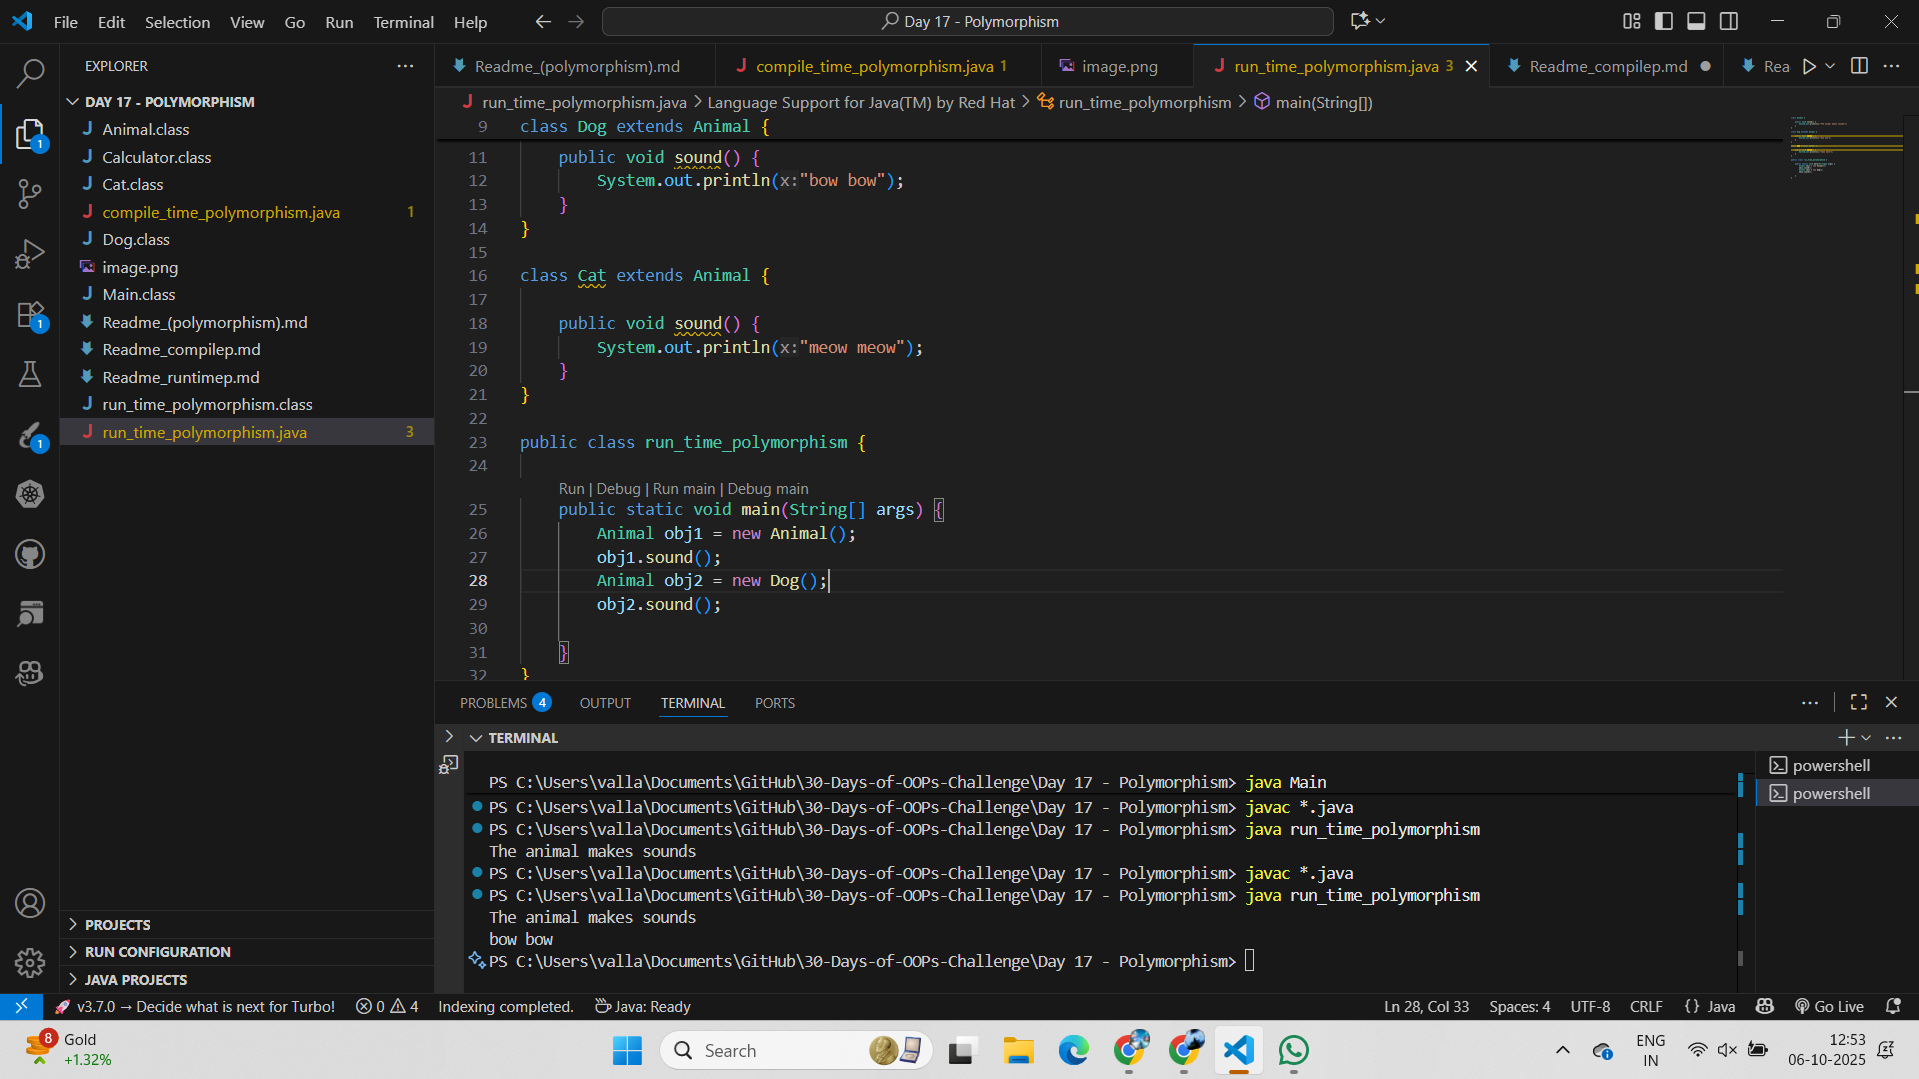 File Edit Selection View Go Run Terminal Help
Day 17 - Polymorphism
EXPLORER
DAY 17 - POLYMORPHISM
Animal.class
Calculator.class
Cat.class
compile_time_polymorphism.java 1
Dog.class
image.png
Main.class
Readme_(polymorphism).md
Readme_compilep.md
Readme_runtimep.md
run_time_polymorphism.class
run_time_polymorphism.java 3
1
1
1
PROJECTS
RUN CONFIGURATION
JAVA PROJECTS
Readme_(polymorphism).md compile_time_polymorphism.java 1 image.png run_time_polymorphism.java 3 Readme_compilep.md Rea
run_time_polymorphism.java > Language Support for Java(TM) by Red Hat > run_time_polymorphism > main(String[])
9 class Dog extends Animal {
11 public void sound() {
12 System.out.println(x:"bow bow");
13 }
14 }
15
16 class Cat extends Animal {
17
18 public void sound() {
19 System.out.println(x:"meow meow");
20 }
21 }
22
23 public class run_time_polymorphism {
24
Run | Debug | Run main | Debug main
25 public static void main(String[] args) {
26 Animal obj1 = new Animal();
27 obj1.sound();
28 Animal obj2 = new Dog();
29 obj2.sound();
30
31 }
32 }
PROBLEMS 4 OUTPUT TERMINAL PORTS
TERMINAL
PS C:\Users\valla\Documents\GitHub\30-Days-of-OOPs-Challenge\Day 17 - Polymorphism> java Main
PS C:\Users\valla\Documents\GitHub\30-Days-of-OOPs-Challenge\Day 17 - Polymorphism> javac *.java
PS C:\Users\valla\Documents\GitHub\30-Days-of-OOPs-Challenge\Day 17 - Polymorphism> java run_time_polymorphism
The animal makes sounds
PS C:\Users\valla\Documents\GitHub\30-Days-of-OOPs-Challenge\Day 17 - Polymorphism> javac *.java
PS C:\Users\valla\Documents\GitHub\30-Days-of-OOPs-Challenge\Day 17 - Polymorphism> java run_time_polymorphism
The animal makes sounds
bow bow
PS C:\Users\valla\Documents\GitHub\30-Days-of-OOPs-Challenge\Day 17 - Polymorphism>
powershell
powershell
v3.7.0 → Decide what is next for Turbo! 0 4 Indexing completed. Java: Ready Ln 28, Col 33 Spaces: 4 UTF-8 CRLF {} Java Go Live
8
Gold
+1.32%
Search
ENG
IN
12:53
06-10-2025